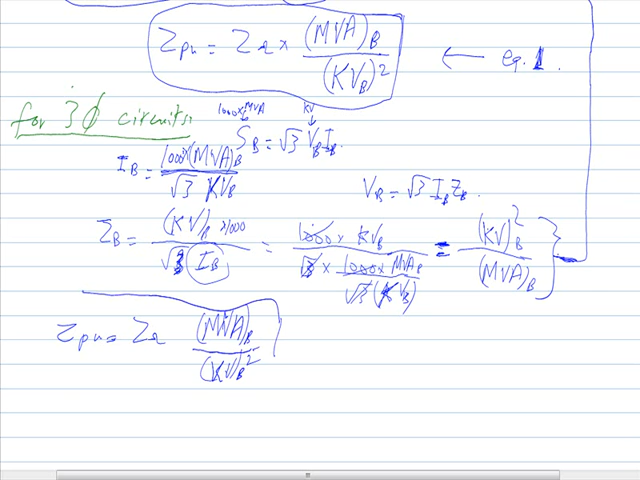 Zpu = ZΩ × (MVA)B / (KVB)² ← eq. 1.
for 3φ circuits:
1000×MVA KV
SB = √3 VB IB.
IB = 1000×(MVA)B / √3 KVB
VB = √3 IB ZB.
ZB = (KV)B ×1000 / √3 (IB) = 1000 × KVB / √3 × 1000× MVAB / √3 (KVB) = (KV)²B / (MVA)B
Zpu = ZΩ (MVA)B / (KV)B²